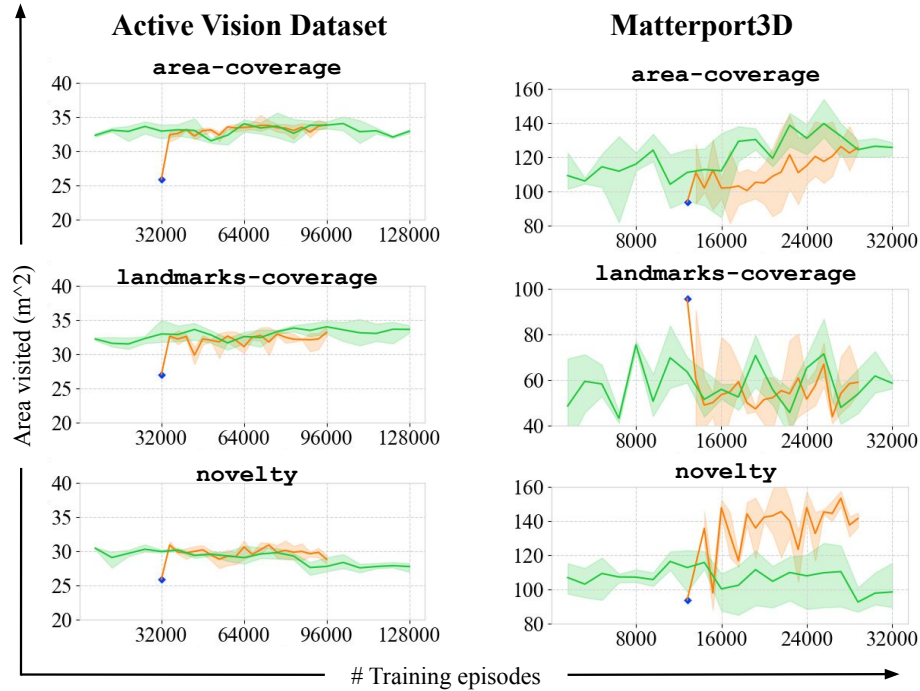 Active Vision Dataset
Matterport3D
area-coverage
40
35
30
25
20
32000 64000 96000 128000
area-coverage
160
140
120
100
80
8000 16000 24000 32000
landmarks-coverage
40
35
30
25
20
32000 64000 96000 128000
landmarks-coverage
100
80
60
40
8000 16000 24000 32000
novelty
40
35
30
25
20
32000 64000 96000 128000
novelty
160
140
120
100
80
8000 16000 24000 32000
Area visited (m^2)
# Training episodes